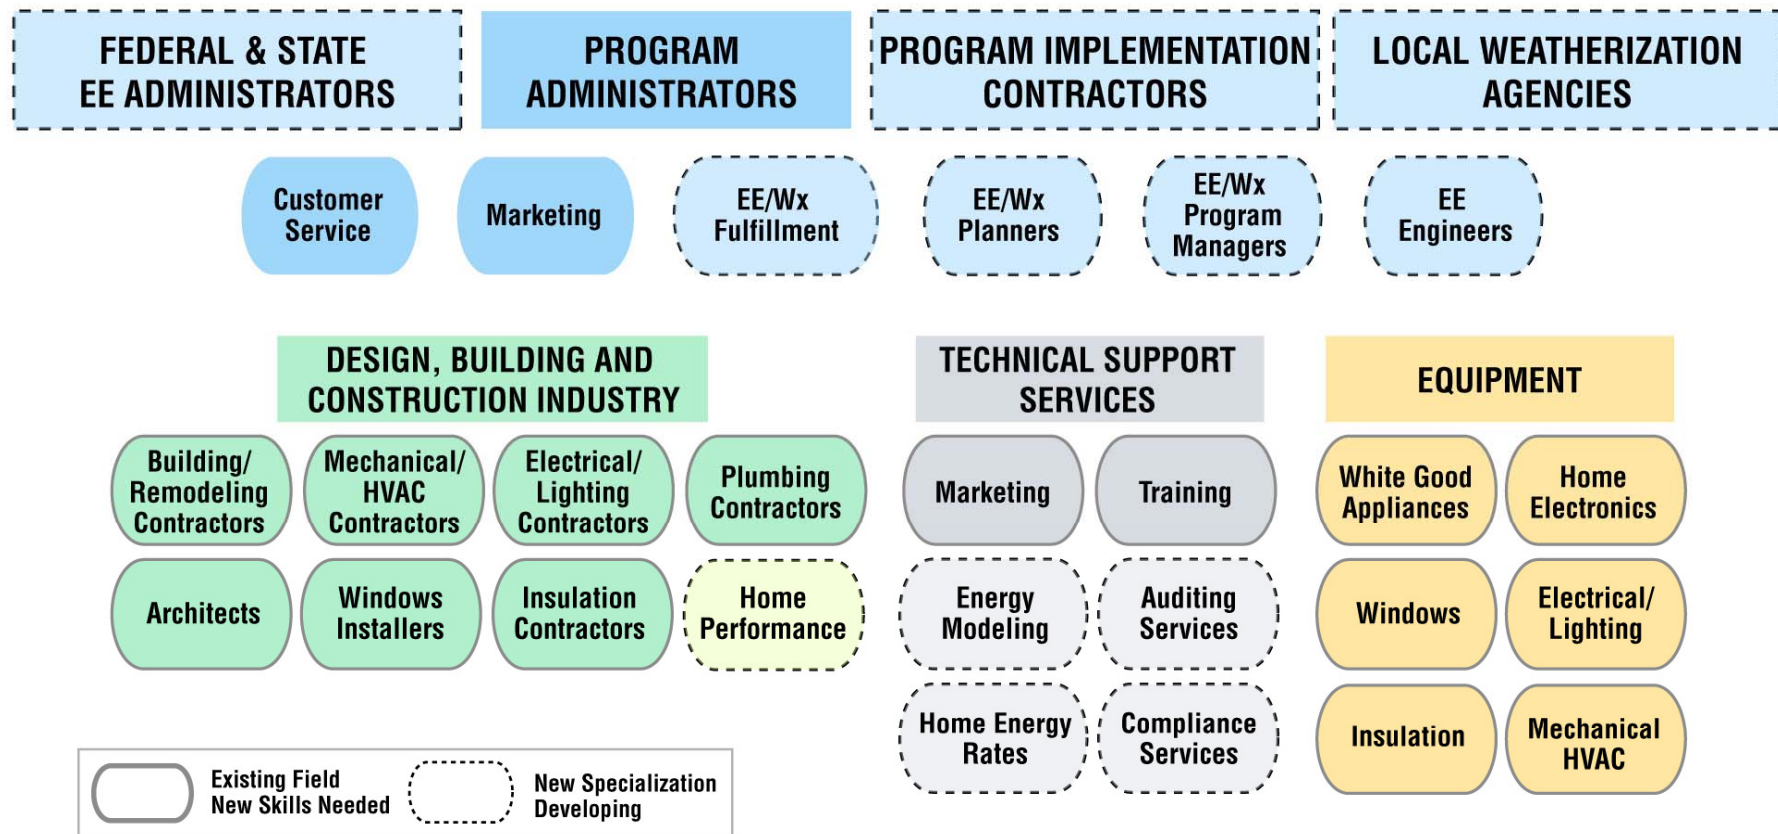 FEDERAL & STATE
EE ADMINISTRATORS
PROGRAM
ADMINISTRATORS
PROGRAM IMPLEMENTATION
CONTRACTORS
LOCAL WEATHERIZATION
AGENCIES
Customer
Service
Marketing
EE/Wx
Fulfillment
EE/Wx
Planners
EE/Wx
Program
Managers
EE
Engineers
DESIGN, BUILDING AND
CONSTRUCTION INDUSTRY
Building/
Remodeling
Contractors
Mechanical/
HVAC
Contractors
Electrical/
Lighting
Contractors
Plumbing
Contractors
Architects
Windows
Installers
Insulation
Contractors
Home
Performance
TECHNICAL SUPPORT
SERVICES
Marketing
Training
Energy
Modeling
Auditing
Services
Home Energy
Rates
Compliance
Services
EQUIPMENT
White Good
Appliances
Home
Electronics
Windows
Electrical/
Lighting
Insulation
Mechanical
HVAC
Existing Field
New Skills Needed
New Specialization
Developing